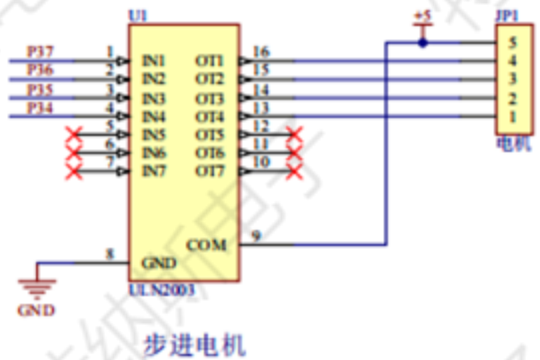 U1
+5
JP1
P37 1 IN1 OT1 16 5
P36 2 IN2 OT2 15 4
P35 3 IN3 OT3 14 3
P34 4 IN4 OT4 13 2
5 IN5 OT5 12 1
6 IN6 OT6 11
7 IN7 OT7 10
电机
COM 9
8 GND
GND
ULN2003
步进电机